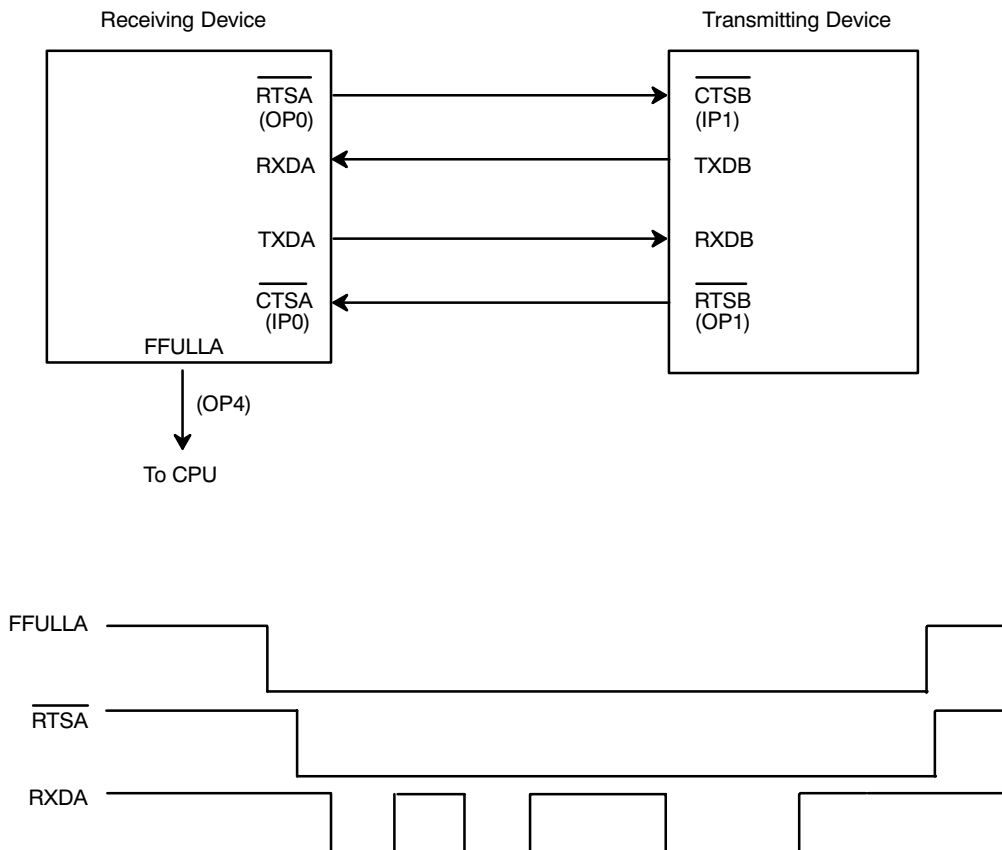 Receiving Device
Transmitting Device
RTSA
(OP0)
CTSB
(IP1)
RXDA
TXDB
TXDA
RXDB
CTSA
(IP0)
RTSB
(OP1)
FFULLA
(OP4)
To CPU
FFULLA
RTSA
RXDA